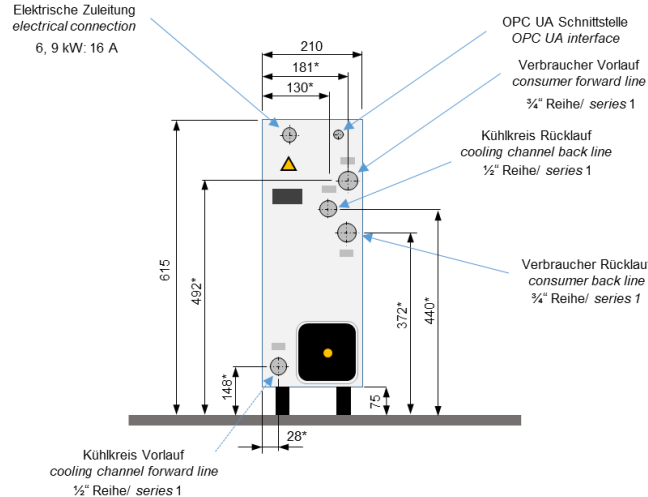 Elektrische Zuleitung
electrical connection
6, 9 kW: 16 A
OPC UA Schnittstelle
OPC UA interface
Verbraucher Vorlauf
consumer forward line
¾“ Reihe/ series 1
Kühlkreis Rücklauf
cooling channel back line
½“ Reihe/ series 1
Verbraucher Rücklauf
consumer back line
¾“ Reihe/ series 1
210
181*
130*
615
492*
148*
372*
440*
75
28*
Kühlkreis Vorlauf
cooling channel forward line
½“ Reihe/ series 1